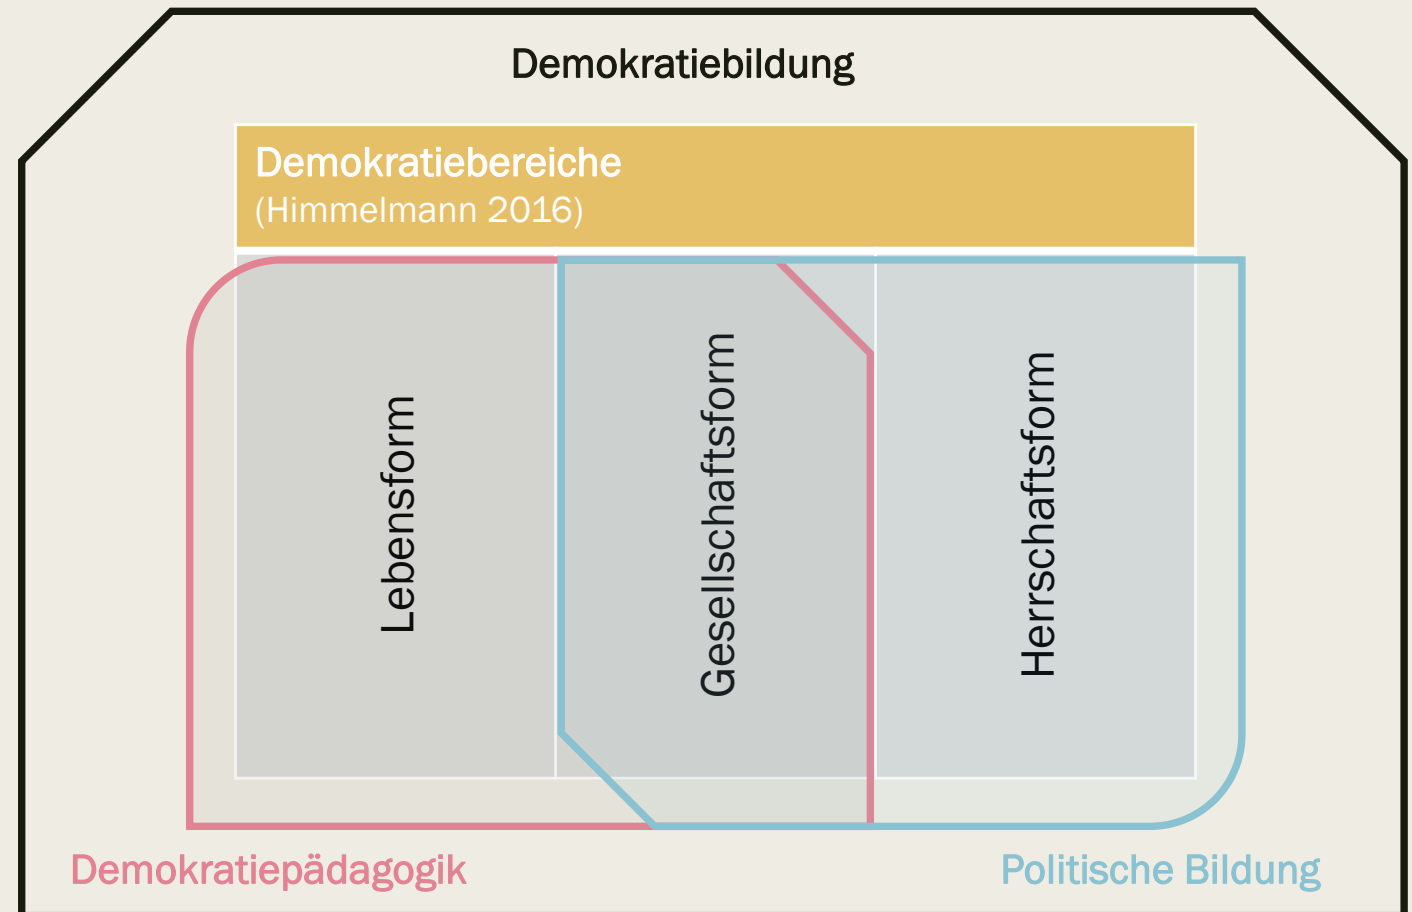 Demokratiebildung
Demokratiebereiche
(Himmelmann 2016)
Lebensform
Gesellschaftsform
Herrschaftsform
Demokratiepädagogik
Politische Bildung